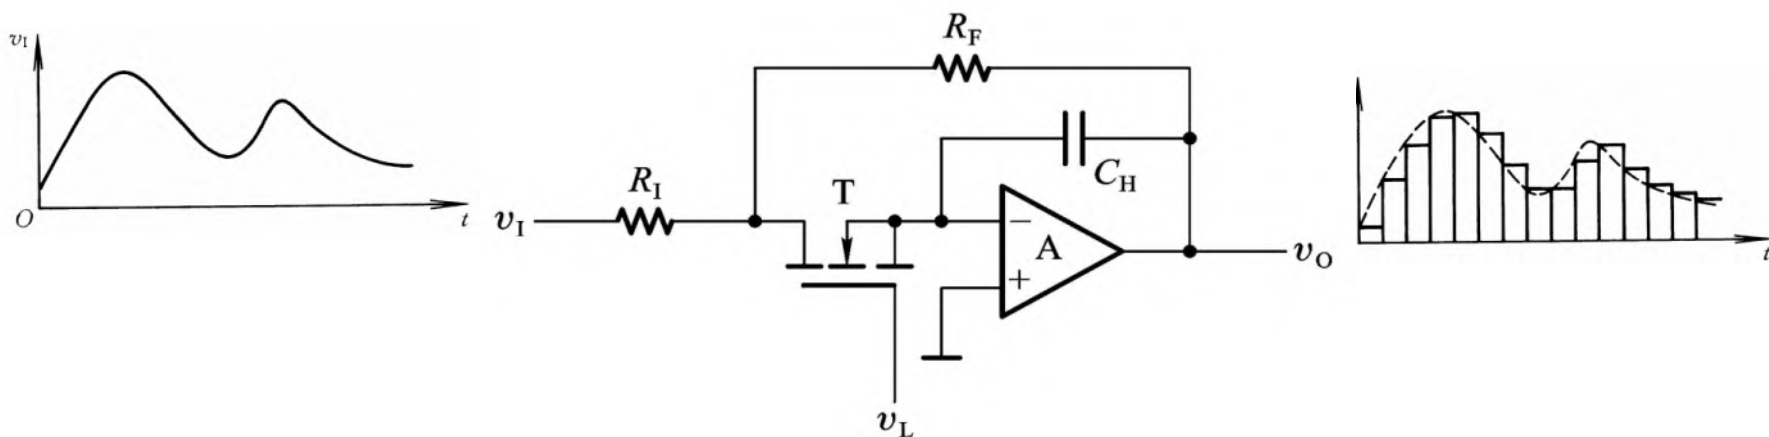 v_I
O
t
v_I
R_I
T
R_F
C_H
−
A
+
v_L
v_O
t